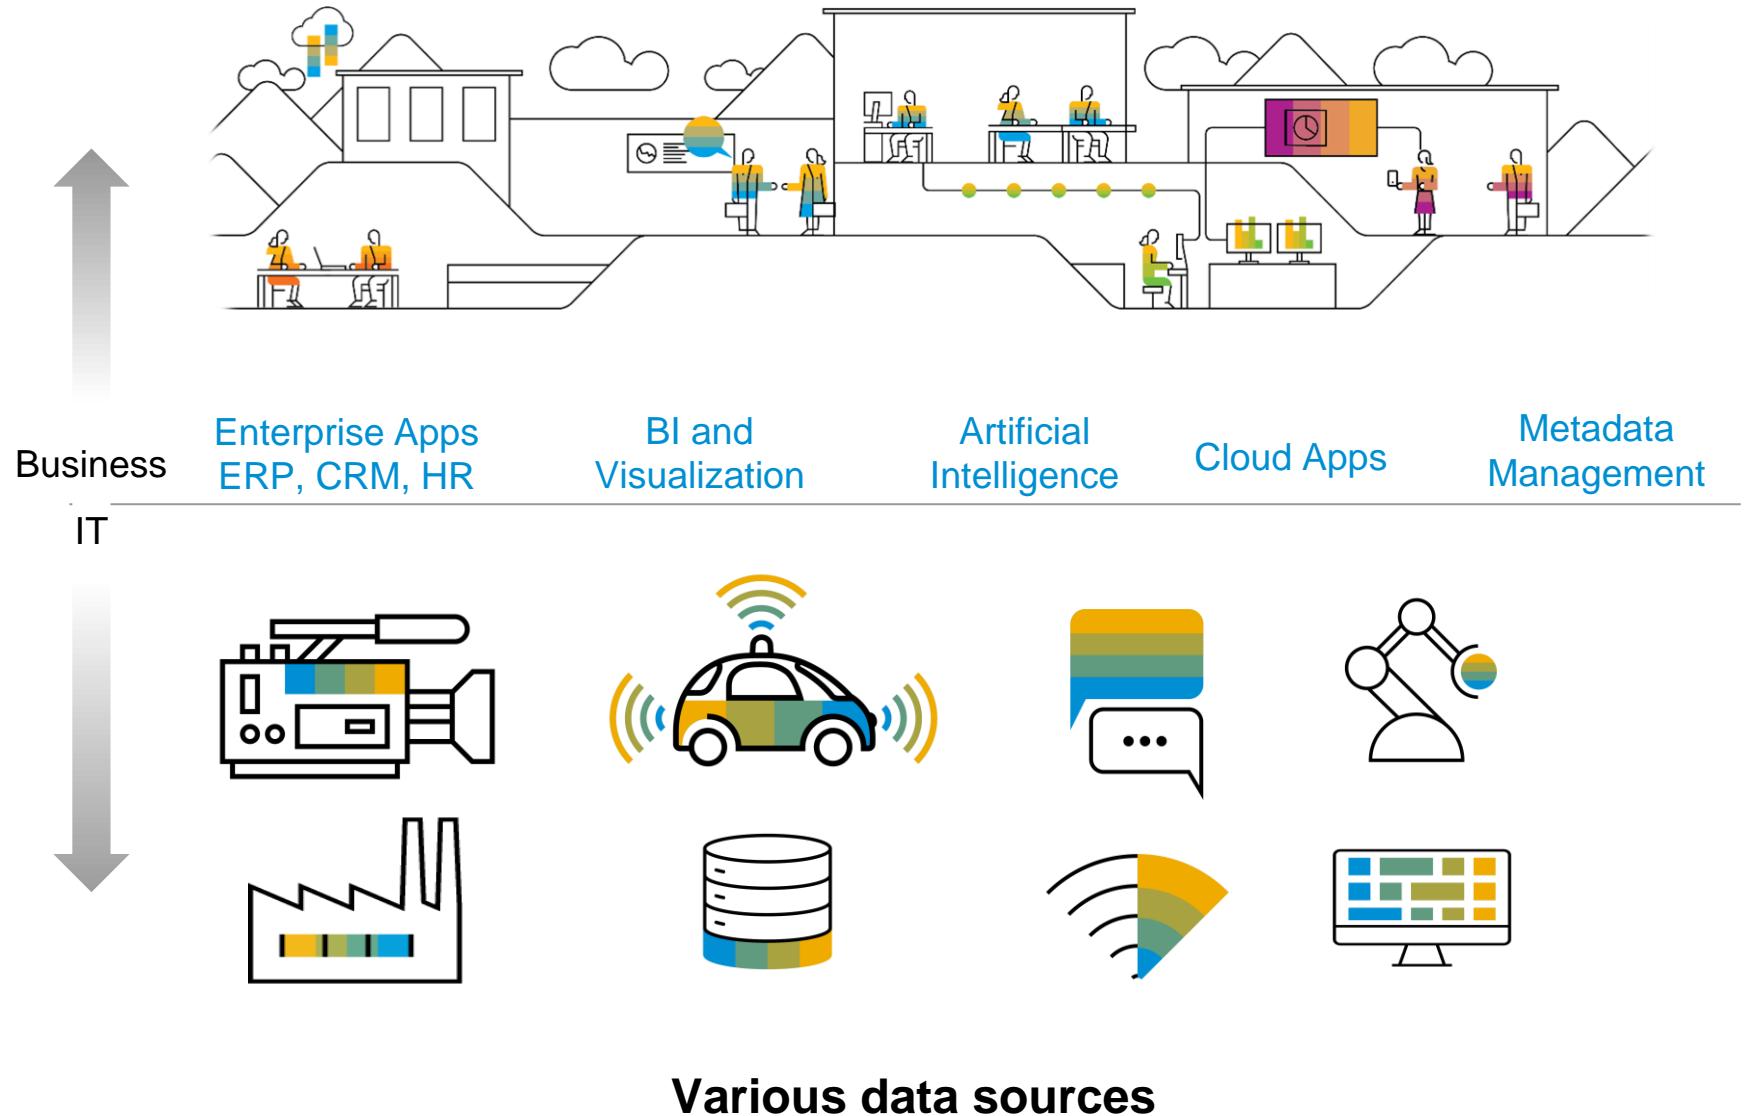 Business
Enterprise Apps
ERP, CRM, HR
BI and
Visualization
Artificial
Intelligence
Cloud Apps
Metadata
Management
IT
Various data sources